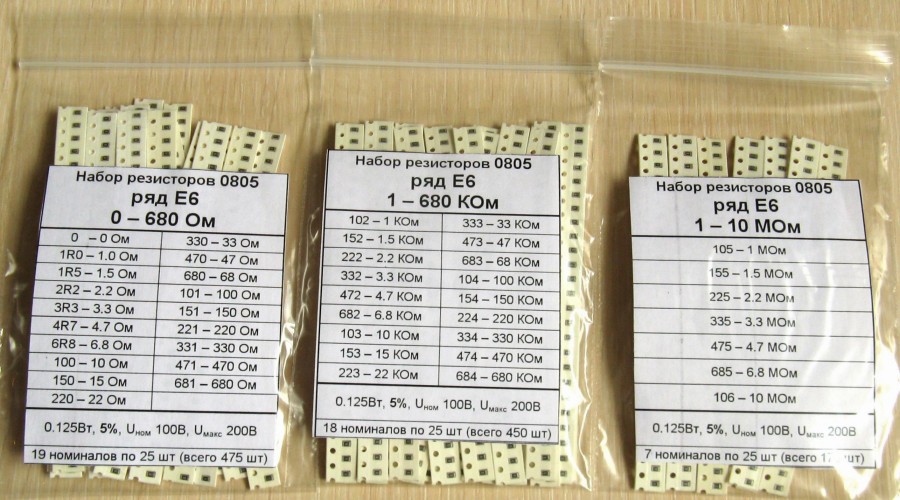 Набор резисторов 0805
ряд Е6
0 – 680 Ом
0 – 0 Ом 330 – 33 Ом
1R0 – 1.0 Ом 470 – 47 Ом
1R5 – 1.5 Ом 680 – 68 Ом
2R2 – 2.2 Ом 101 – 100 Ом
3R3 – 3.3 Ом 151 – 150 Ом
4R7 – 4.7 Ом 221 – 220 Ом
6R8 – 6.8 Ом 331 – 330 Ом
100 – 10 Ом 471 – 470 Ом
150 – 15 Ом 681 – 680 Ом
220 – 22 Ом
0.125Вт, 5%, Uном 100В, Uмакс 200В
19 номиналов по 25 шт (всего 475 шт)
Набор резисторов 0805
ряд Е6
1 – 680 КОм
102 – 1 КОм 333 – 33 КОм
152 – 1.5 КОм 473 – 47 КОм
222 – 2.2 КОм 683 – 68 КОм
332 – 3.3 КОм 104 – 100 КОм
472 – 4.7 КОм 154 – 150 КОм
682 – 6.8 КОм 224 – 220 КОм
103 – 10 КОм 334 – 330 КОм
153 – 15 КОм 474 – 470 КОм
223 – 22 КОм 684 – 680 КОм
0.125Вт, 5%, Uном 100В, Uмакс 200В
18 номиналов по 25 шт (всего 450 шт)
Набор резисторов 0805
ряд Е6
1 – 10 МОм
105 – 1 МОм
155 – 1.5 МОм
225 – 2.2 МОм
335 – 3.3 МОм
475 – 4.7 МОм
685 – 6.8 МОм
106 – 10 МОм
0.125Вт, 5%, Uном 100В, Uмакс 200В
7 номиналов по 25 шт (всего шт)